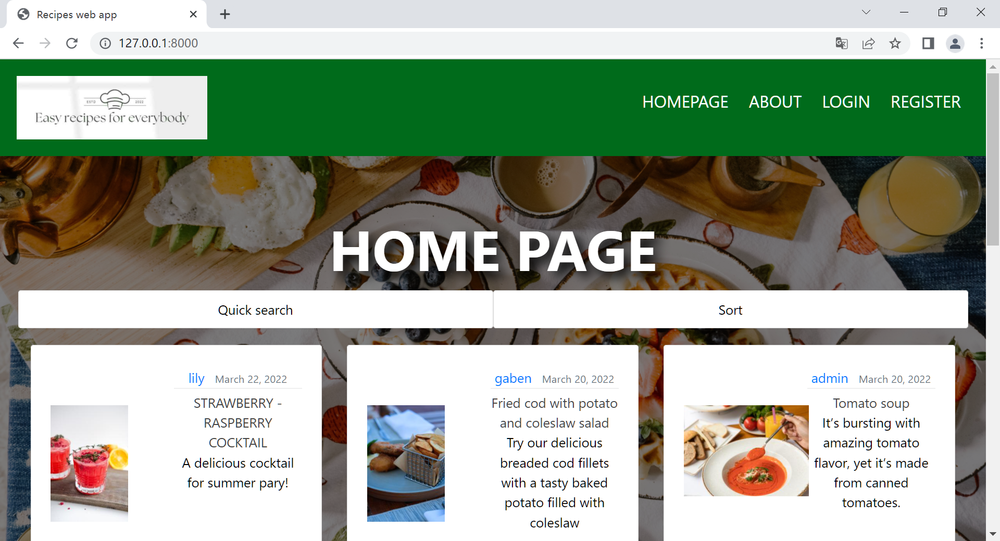 Recipes web app
127.0.0.1:8000
ESTD 2022
Easy recipes for everybody
HOMEPAGE ABOUT LOGIN REGISTER
HOME PAGE
Quick search
Sort
lily March 22, 2022
STRAWBERRY -
RASPBERRY
COCKTAIL
A delicious cocktail
for summer pary!
gaben March 20, 2022
Fried cod with potato
and coleslaw salad
Try our delicious
breaded cod fillets
with a tasty baked
potato filled with
coleslaw
admin March 20, 2022
Tomato soup
It’s bursting with
amazing tomato
flavor, yet it’s made
from canned
tomatoes.